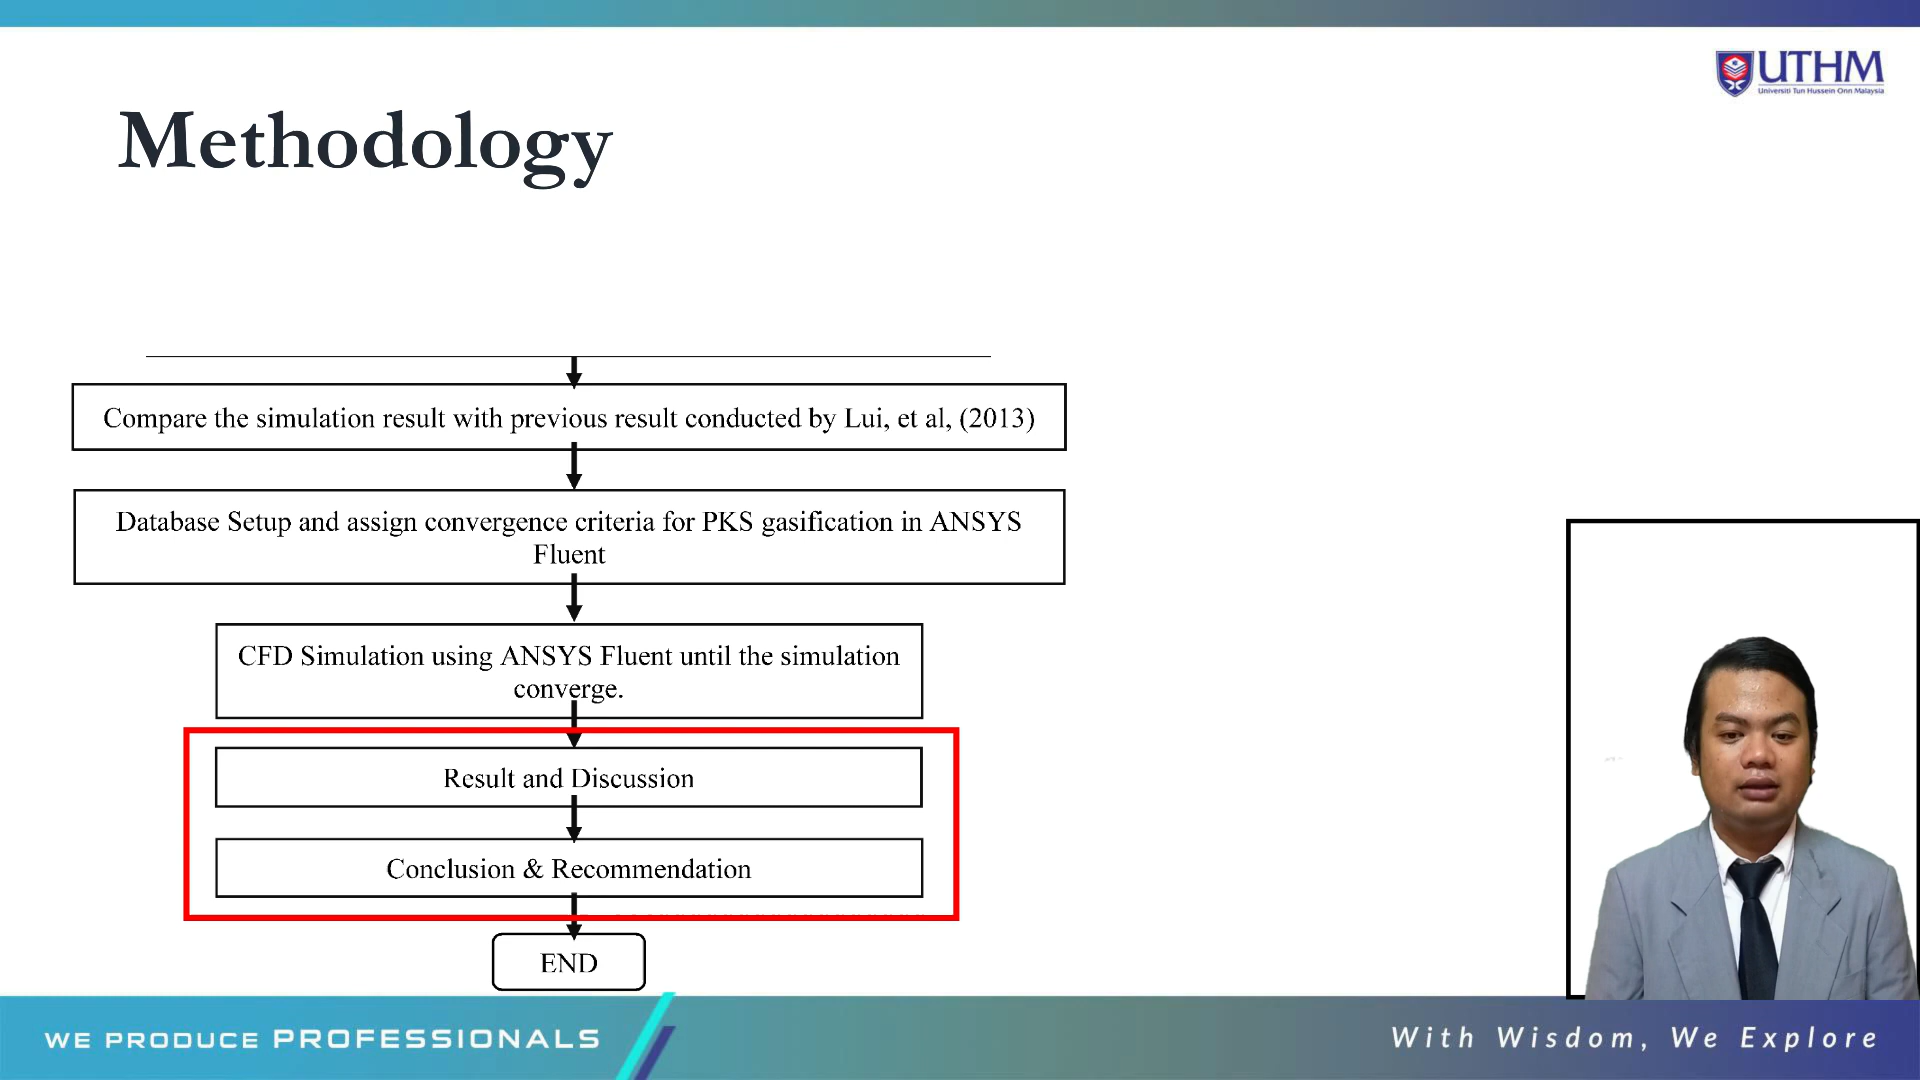 UTHM
Universiti Tun Hussein Onn Malaysia
Methodology
Compare the simulation result with previous result conducted by Lui, et al, (2013)
Database Setup and assign convergence criteria for PKS gasification in ANSYS
Fluent
CFD Simulation using ANSYS Fluent until the simulation
converge.
Result and Discussion
Conclusion & Recommendation
END
WE PRODUCE PROFESSIONALS
With Wisdom, We Explore